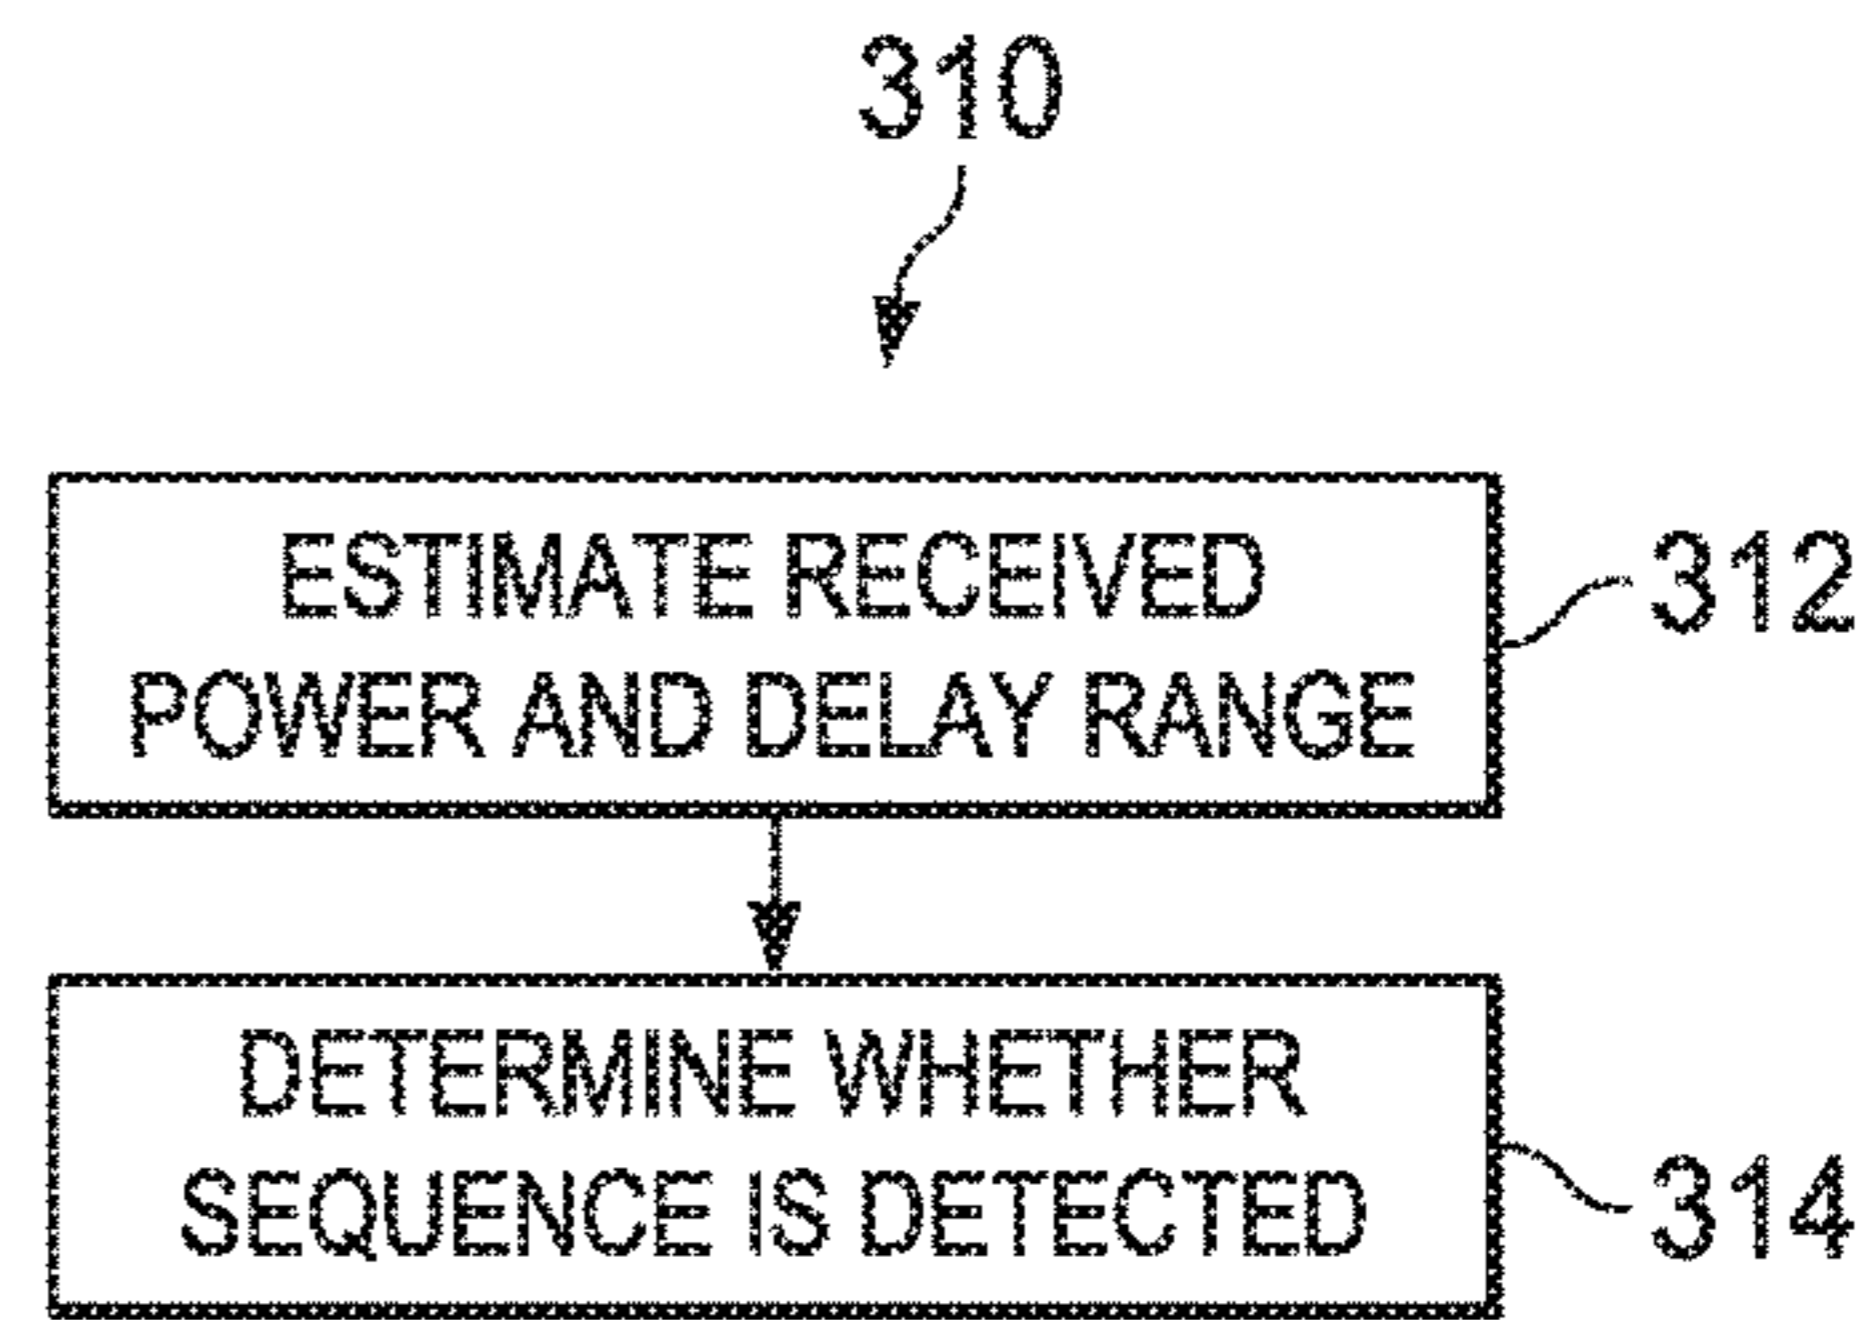 310
ESTIMATE RECEIVED
POWER AND DELAY RANGE
312
DETERMINE WHETHER
SEQUENCE IS DETECTED
314